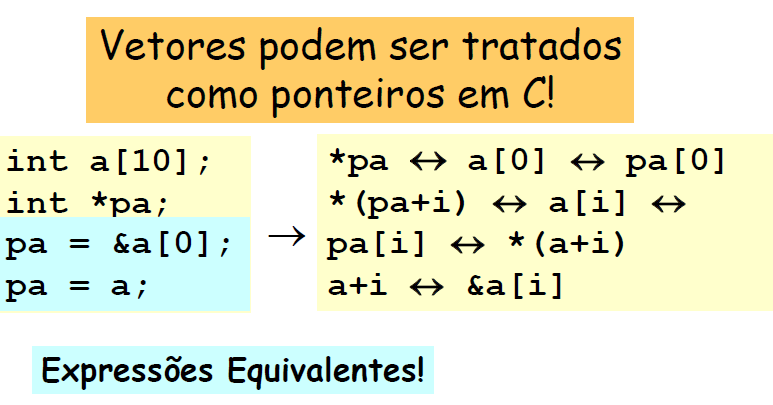 Vetores podem ser tratados
como ponteiros em C!
int a[10];
int *pa;
pa = &a[0];
pa = a;
→
*pa ↔ a[0] ↔ pa[0]
*(pa+i) ↔ a[i] ↔
pa[i] ↔ *(a+i)
a+i ↔ &a[i]
Expressões Equivalentes!